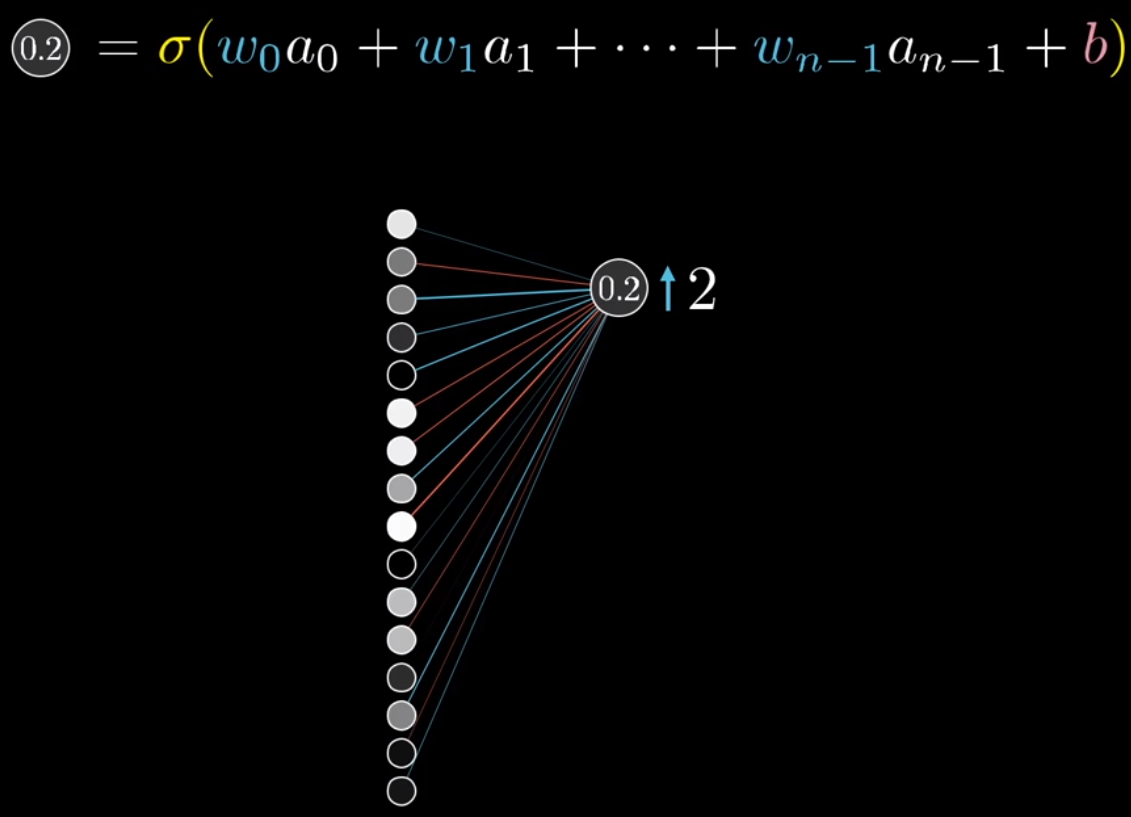 0.2 = σ(w₀a₀ + w₁a₁ + ⋯ + wₙ₋₁aₙ₋₁ + b)
0.2 ↑ 2